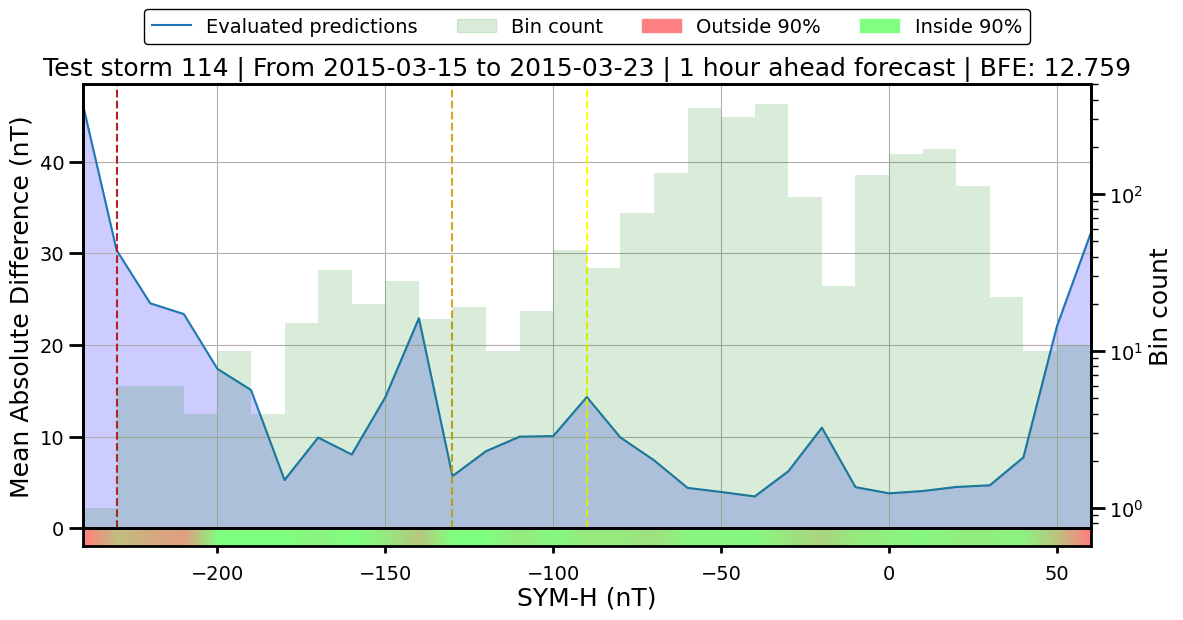 Evaluated predictions Bin count Outside 90% Inside 90%
Test storm 114 | From 2015-03-15 to 2015-03-23 | 1 hour ahead forecast | BFE: 12.759
Mean Absolute Difference (nT)
40
30
20
10
0
10²
10¹
10⁰
Bin count
−200 −150 −100 −50 0 50
SYM-H (nT)